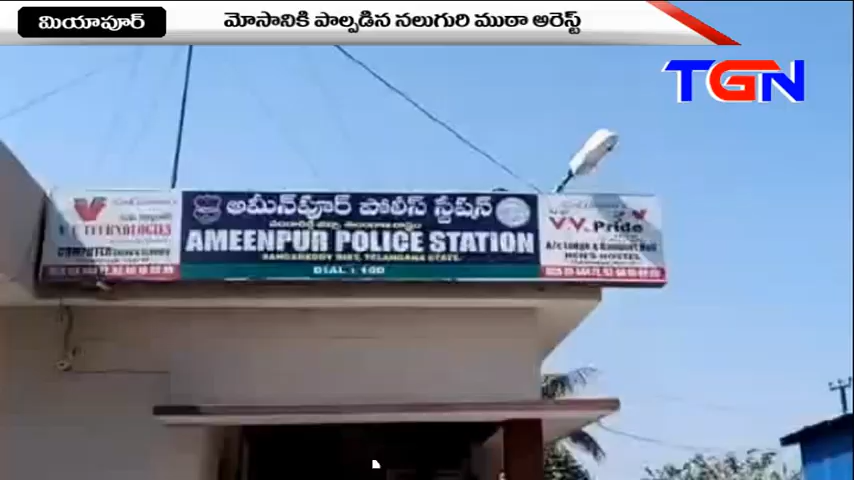 మియాపూర్
మోసానికి పాల్పడిన నలుగురి ముఠా అరెస్ట్
TGN
అమీన్‌పూర్ పోలీస్ స్టేషన్
AMEENPUR POLICE STATION
SANGAREDDY DIST. TELANGANA STATE.
DIAL : 100
TECHNOLOGIES
COMPUTER
V.V. Pride
A/c Lodge & Banquet Hall
MEN'S HOSTEL